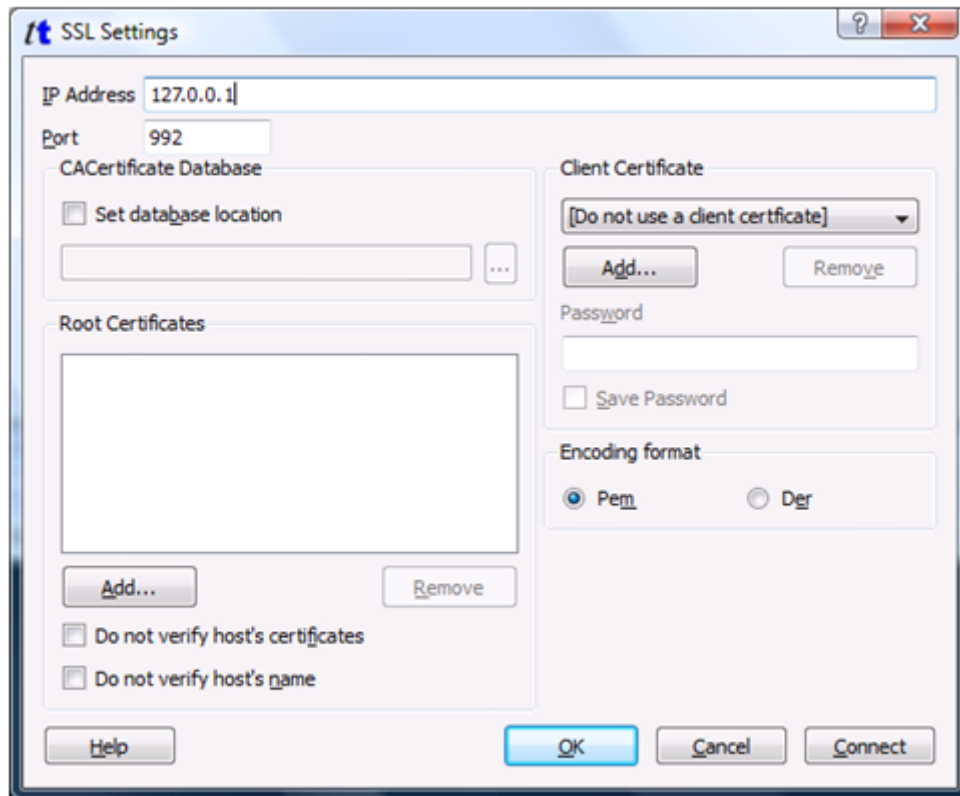 tt SSL Settings
IP Address 127.0.0.1
Port 992
CACertificate Database
Set database location
...
Root Certificates
Add...
Remove
Do not verify host's certificates
Do not verify host's name
Client Certificate
[Do not use a client certficate]
Add...
Remove
Password
Save Password
Encoding format
Pem
Der
Help
OK
Cancel
Connect